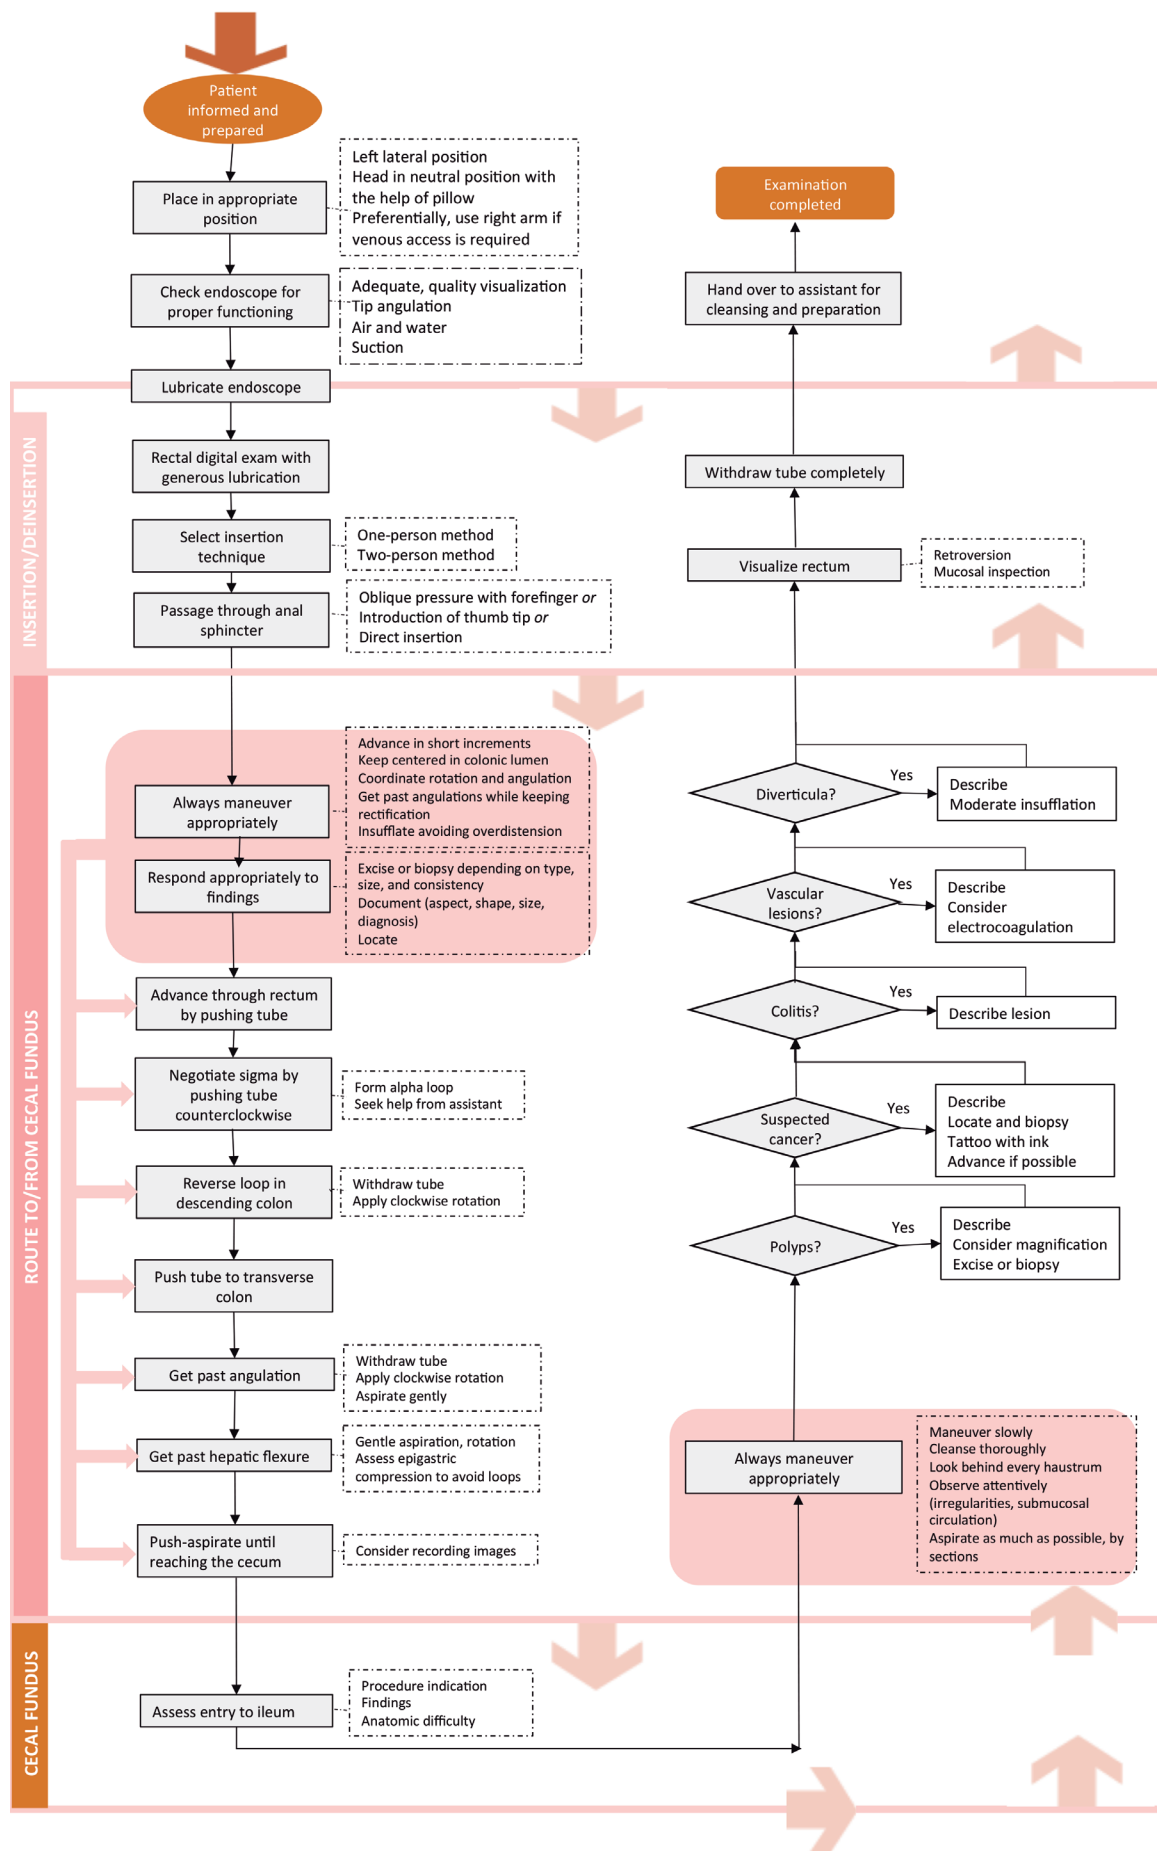 Patient
informed and
prepared
Place in appropriate
position
Left lateral position
Head in neutral position with
the help of pillow
Preferentially, use right arm if
venous access is required
Check endoscope for
proper functioning
Adequate, quality visualization
Tip angulation
Air and water
Suction
Lubricate endoscope
INSERTION/DEINSERTION
Rectal digital exam with
generous lubrication
Select insertion
technique
One-person method
Two-person method
Passage through anal
sphincter
Oblique pressure with forefinger or
Introduction of thumb tip or
Direct insertion
ROUTE TO/FROM CECAL FUNDUS
Always maneuver
appropriately
Advance in short increments
Keep centered in colonic lumen
Coordinate rotation and angulation
Get past angulations while keeping
rectification
Insufflate avoiding overdistension
Respond appropriately to
findings
Excise or biopsy depending on type,
size, and consistency
Document (aspect, shape, size,
diagnosis)
Locate
Advance through rectum
by pushing tube
Negotiate sigma by
pushing tube
counterclockwise
Form alpha loop
Seek help from assistant
Reverse loop in
descending colon
Withdraw tube
Apply clockwise rotation
Push tube to transverse
colon
Get past angulation
Withdraw tube
Apply clockwise rotation
Aspirate gently
Get past hepatic flexure
Gentle aspiration, rotation
Assess epigastric
compression to avoid loops
Push-aspirate until
reaching the cecum
Consider recording images
CECAL FUNDUS
Assess entry to ileum
Procedure indication
Findings
Anatomic difficulty
Examination
completed
Hand over to assistant for
cleansing and preparation
Withdraw tube completely
Visualize rectum
Retroversion
Mucosal inspection
Diverticula?
Yes
Describe
Moderate insufflation
Vascular
lesions?
Yes
Describe
Consider
electrocoagulation
Colitis?
Yes
Describe lesion
Suspected
cancer?
Yes
Describe
Locate and biopsy
Tattoo with ink
Advance if possible
Polyps?
Yes
Describe
Consider magnification
Excise or biopsy
Always maneuver
appropriately
Maneuver slowly
Cleanse thoroughly
Look behind every haustrum
Observe attentively
(irregularities, submucosal
circulation)
Aspirate as much as possible, by
sections